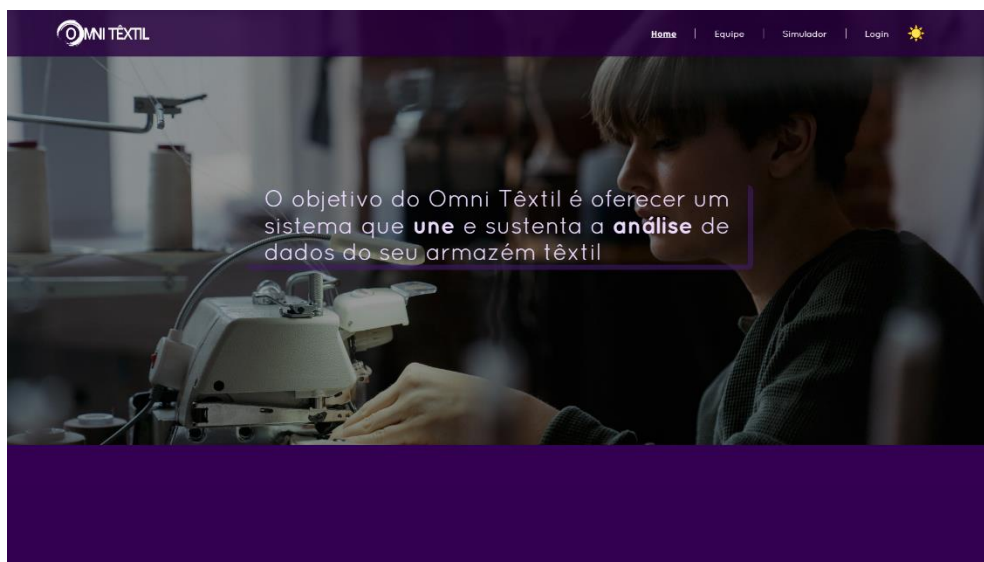 OMNI TÊXTIL
Home | Equipe | Simulador | Login
O objetivo do Omni Têxtil é oferecer um
sistema que une e sustenta a análise de
dados do seu armazém têxtil